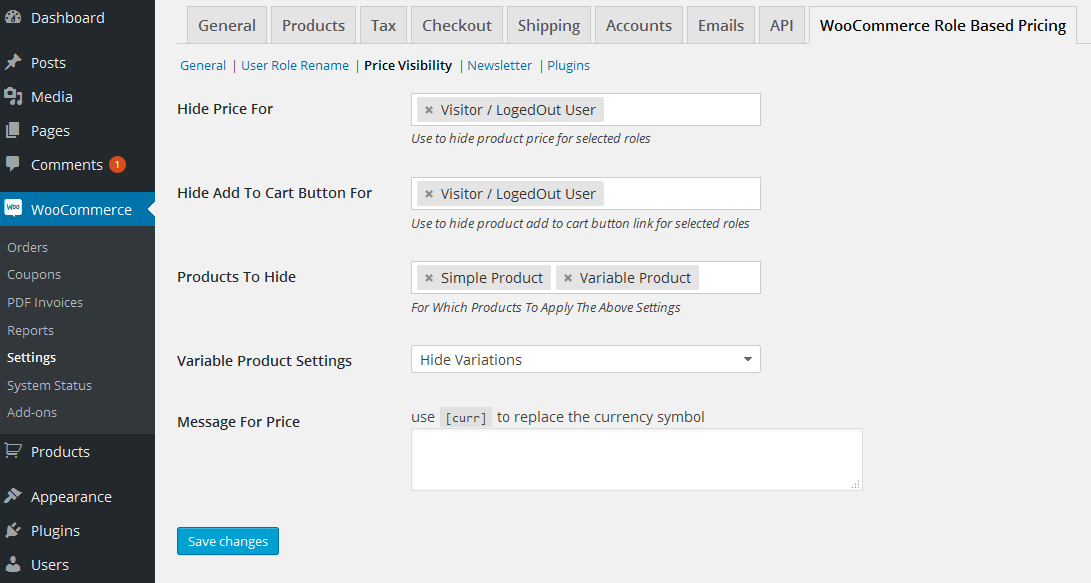 Dashboard
Posts
Media
Pages
Comments 1
Woo WooCommerce
Orders
Coupons
PDF Invoices
Reports
Settings
System Status
Add-ons
Products
Appearance
Plugins
Users
General Products Tax Checkout Shipping Accounts Emails API WooCommerce Role Based Pricing
General | User Role Rename | Price Visibility | Newsletter | Plugins
Hide Price For × Visitor / LogedOut User
Use to hide product price for selected roles
Hide Add To Cart Button For × Visitor / LogedOut User
Use to hide product add to cart button link for selected roles
Products To Hide × Simple Product × Variable Product
For Which Products To Apply The Above Settings
Variable Product Settings Hide Variations
Message For Price use [curr] to replace the currency symbol
Save changes